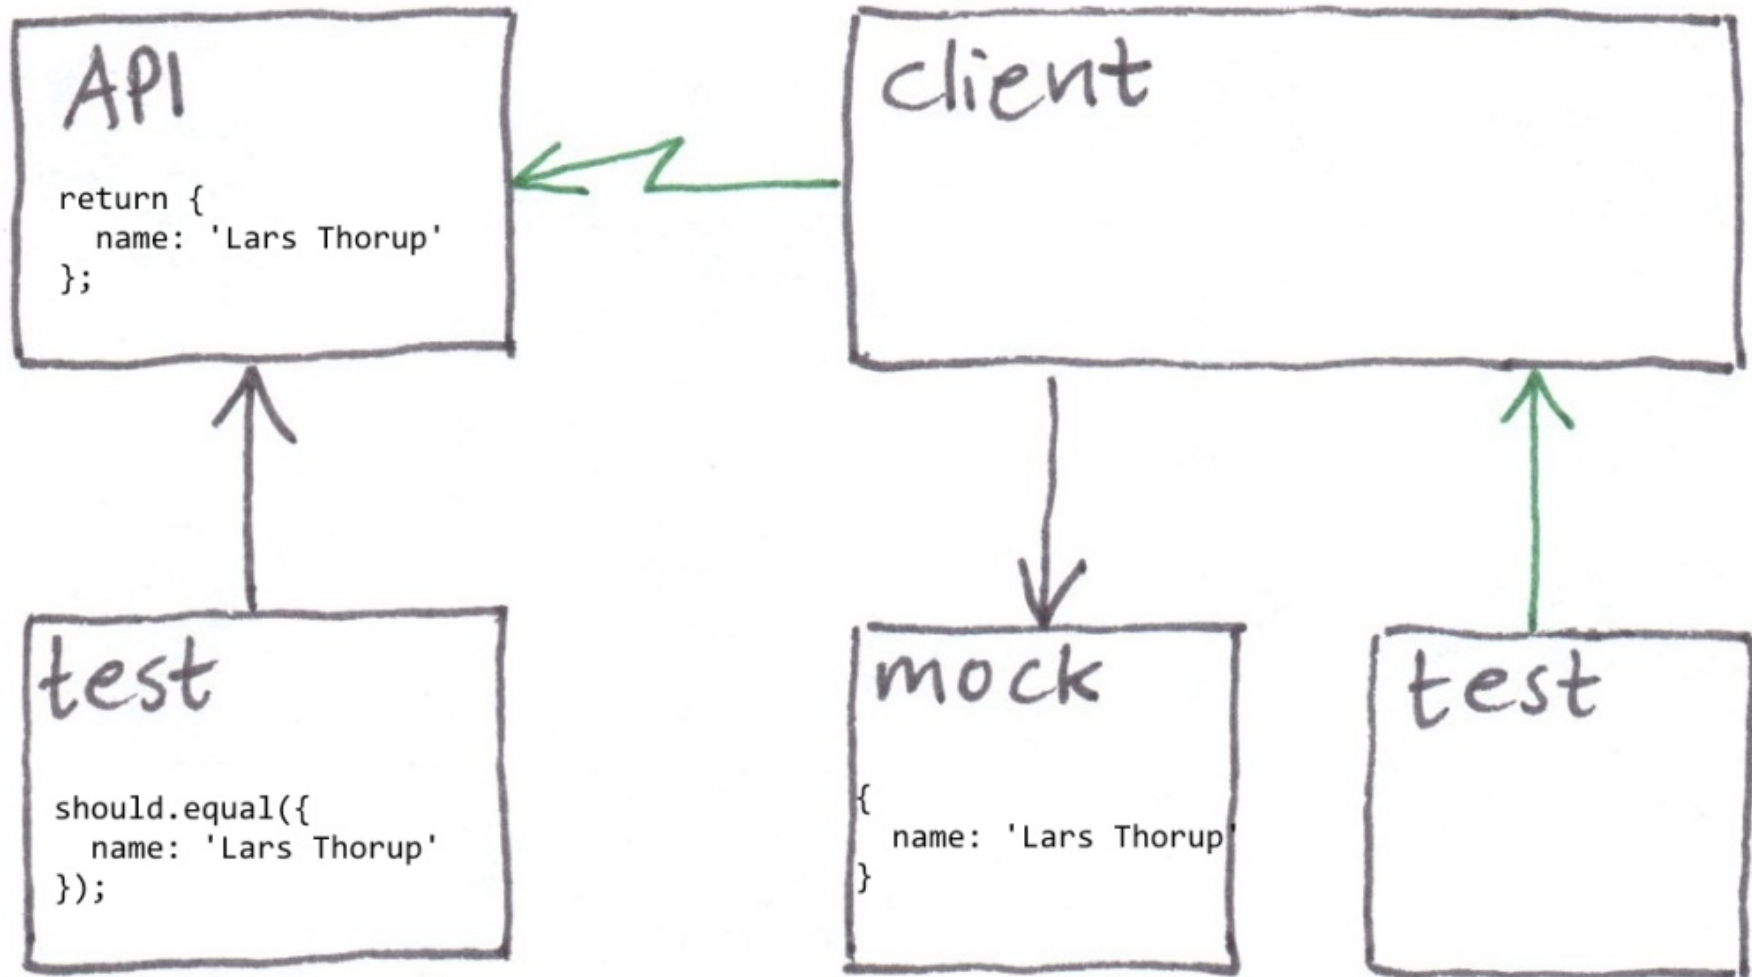 API
return {
  name: 'Lars Thorup'
};
client
test
should.equal({
  name: 'Lars Thorup'
});
mock
{
  name: 'Lars Thorup'
}
test